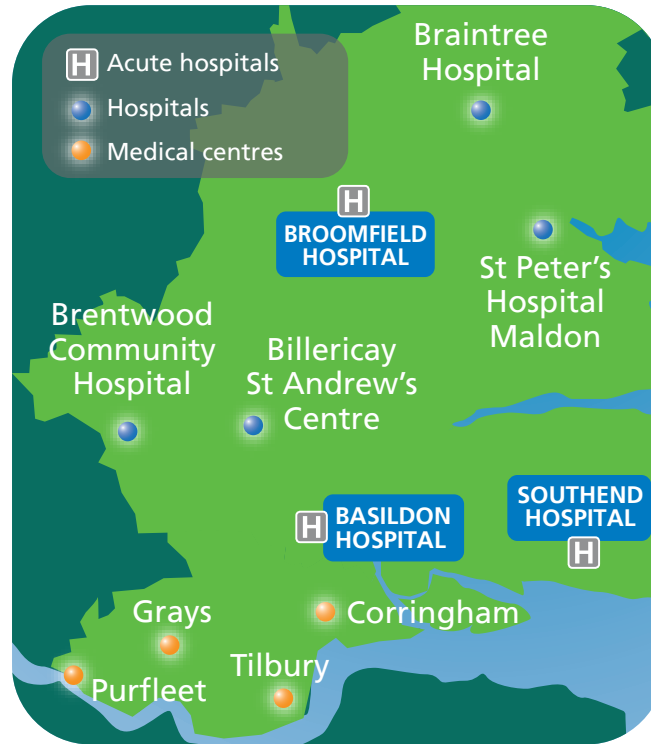 Braintree
Hospital
H Acute hospitals
Hospitals
Medical centres
H
BROOMFIELD
HOSPITAL
St Peter's
Hospital
Maldon
Brentwood
Community
Hospital
Billericay
St Andrew's
Centre
SOUTHEND
HOSPITAL
H
H
BASILDON
HOSPITAL
Grays
Corringham
Tilbury
Purfleet